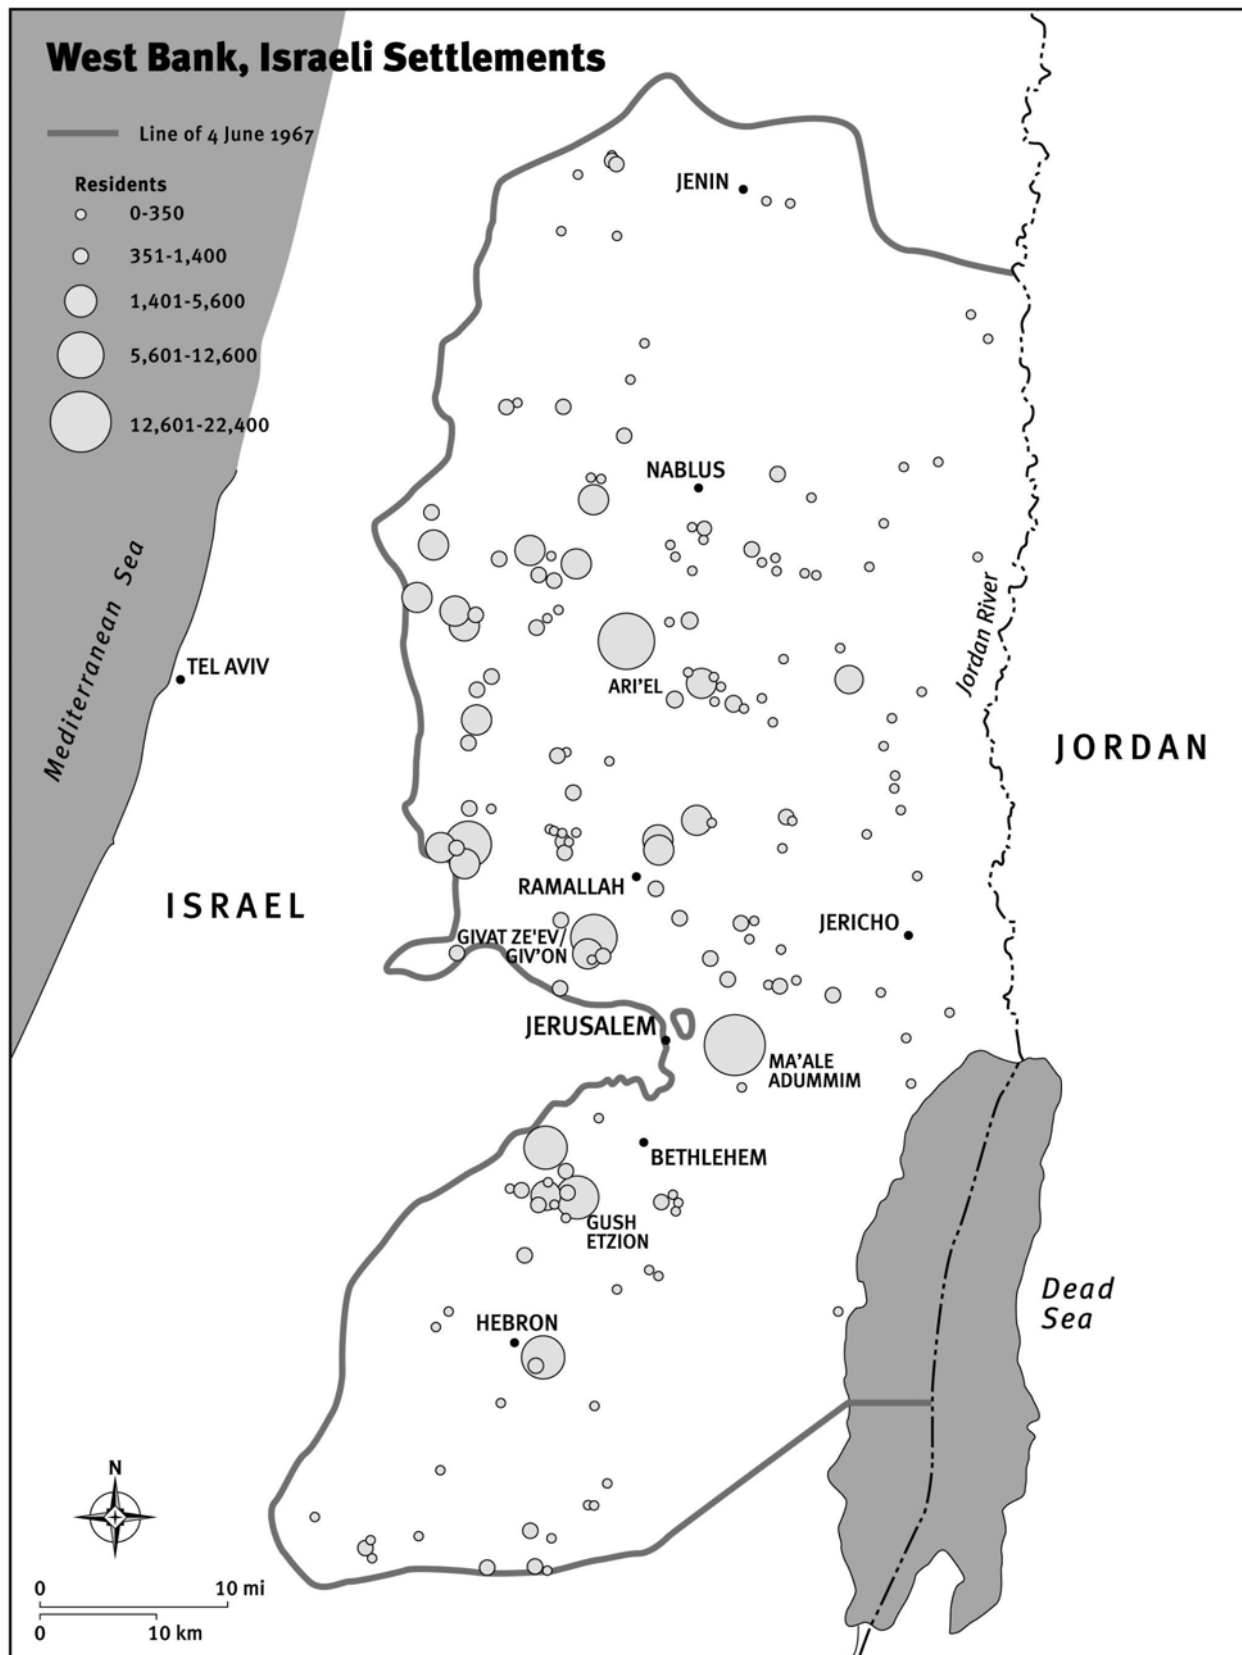 West Bank, Israeli Settlements
Line of 4 June 1967
Residents
0-350
351-1,400
1,401-5,600
5,601-12,600
12,601-22,400
JENIN
NABLUS
Mediterranean Sea
Jordan River
TEL AVIV
ARI'EL
JORDAN
ISRAEL
RAMALLAH
JERICHO
GIVAT ZE'EV/
GIV'ON
JERUSALEM
MA'ALE
ADUMMIM
BETHLEHEM
GUSH
ETZION
Dead
Sea
HEBRON
N
0 10 mi
0 10 km